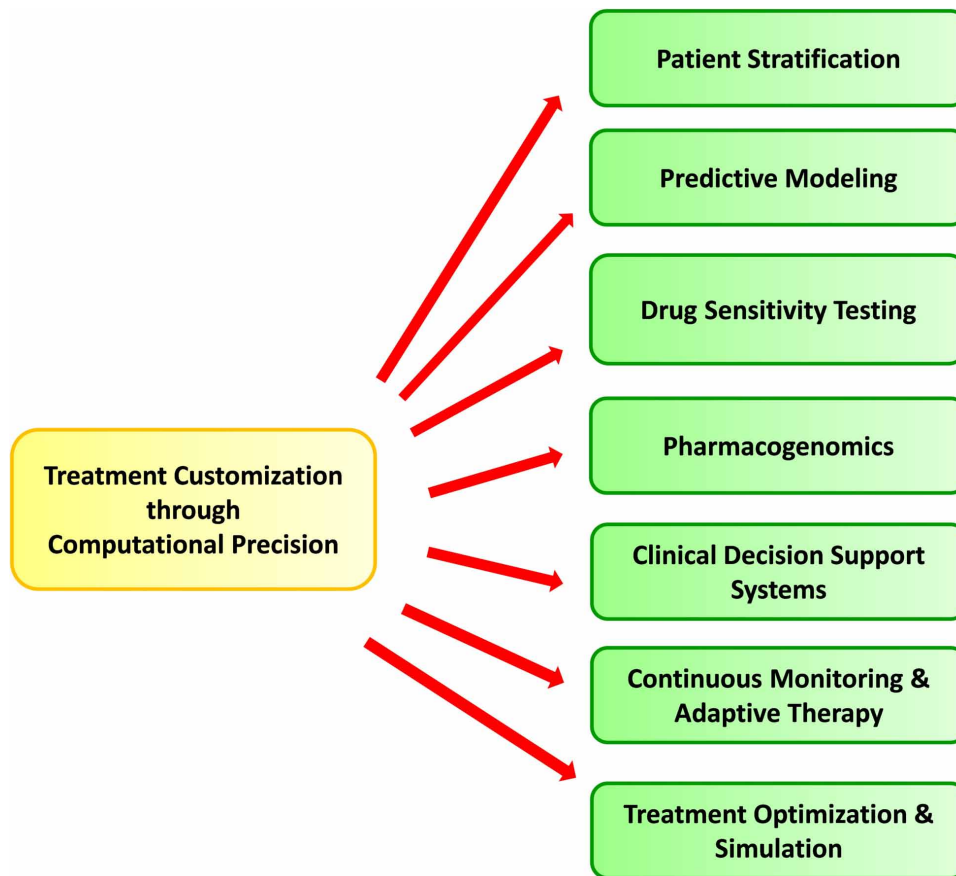 Patient Stratification
Predictive Modeling
Drug Sensitivity Testing
Treatment Customization
through
Computational Precision
Pharmacogenomics
Clinical Decision Support
Systems
Continuous Monitoring &
Adaptive Therapy
Treatment Optimization &
Simulation